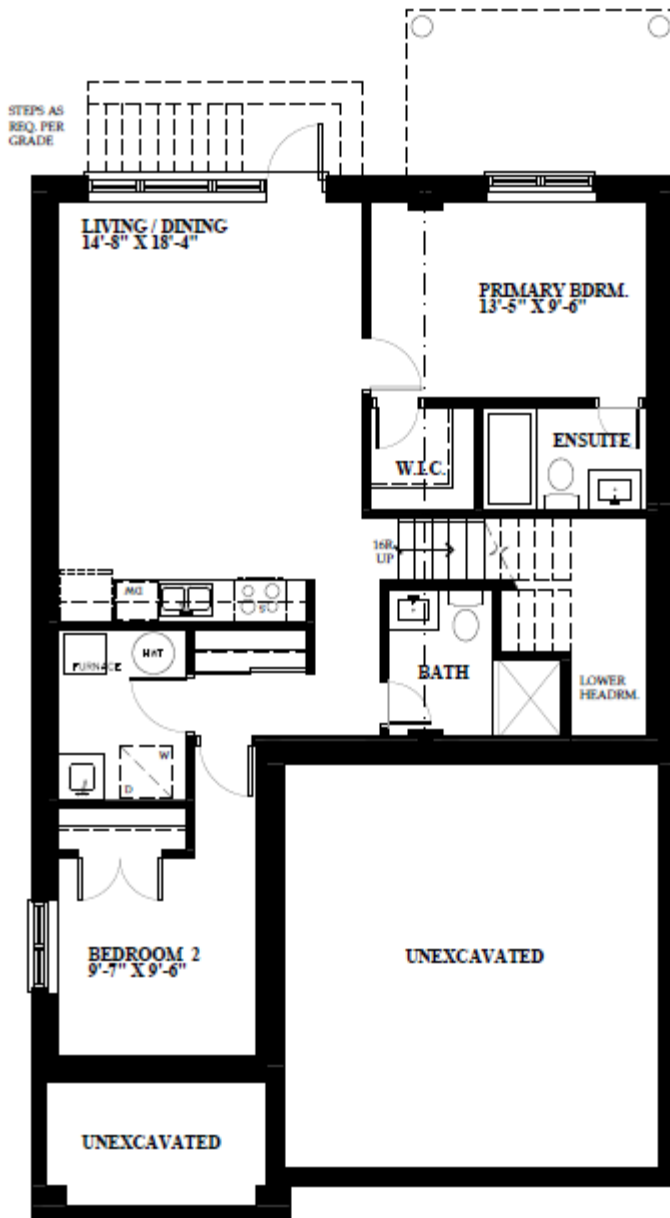 STEPS AS
REQ. PER
GRADE
LIVING / DINING
14'-8" X 18'-4"
PRIMARY BDRM.
13'-5" X 9'-6"
W.I.C.
ENSUITE
16R
UP
DW
S
FURNACE
HWT
BATH
LOWER
HEADRM.
W
D
BEDROOM 2
9'-7" X 9'-6"
UNEXCAVATED
UNEXCAVATED